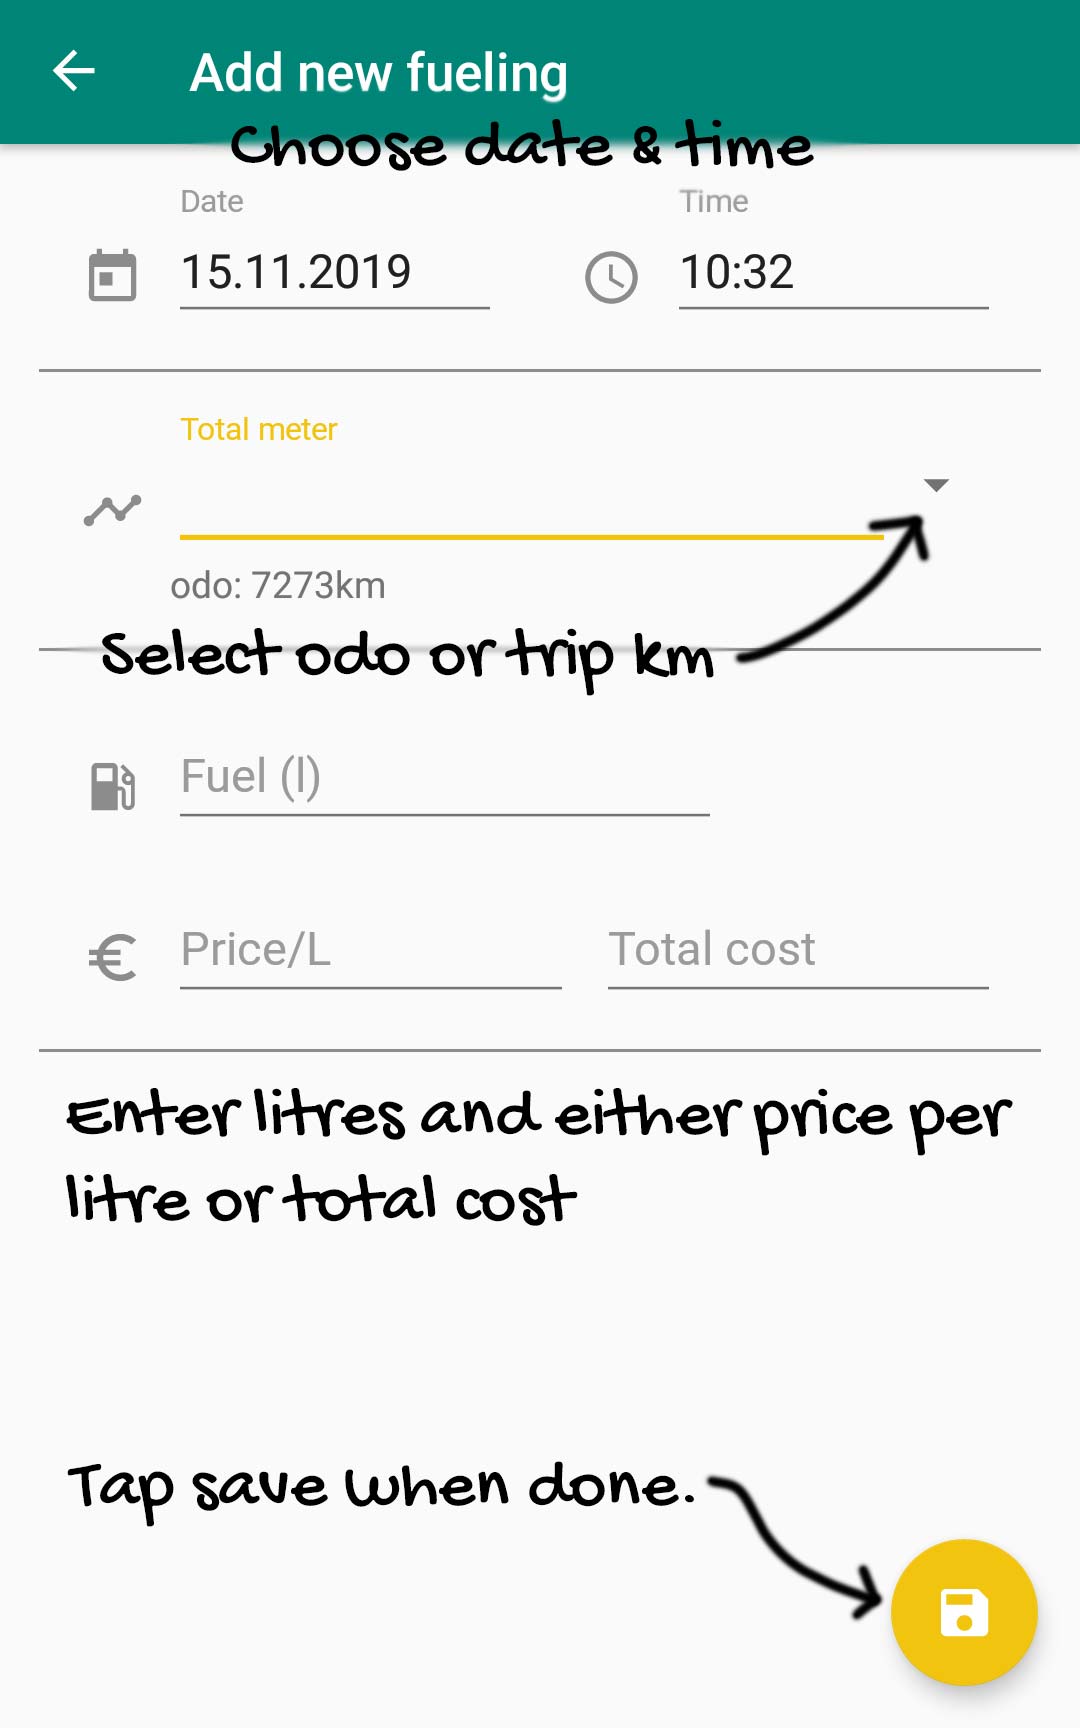 Add new fueling
Choose date & time
Date Time
15.11.2019 10:32
Total meter
odo: 7273km
Select odo or trip km
Fuel (l)
€ Price/L Total cost
Enter litres and either price per
litre or total cost
Tap save when done.